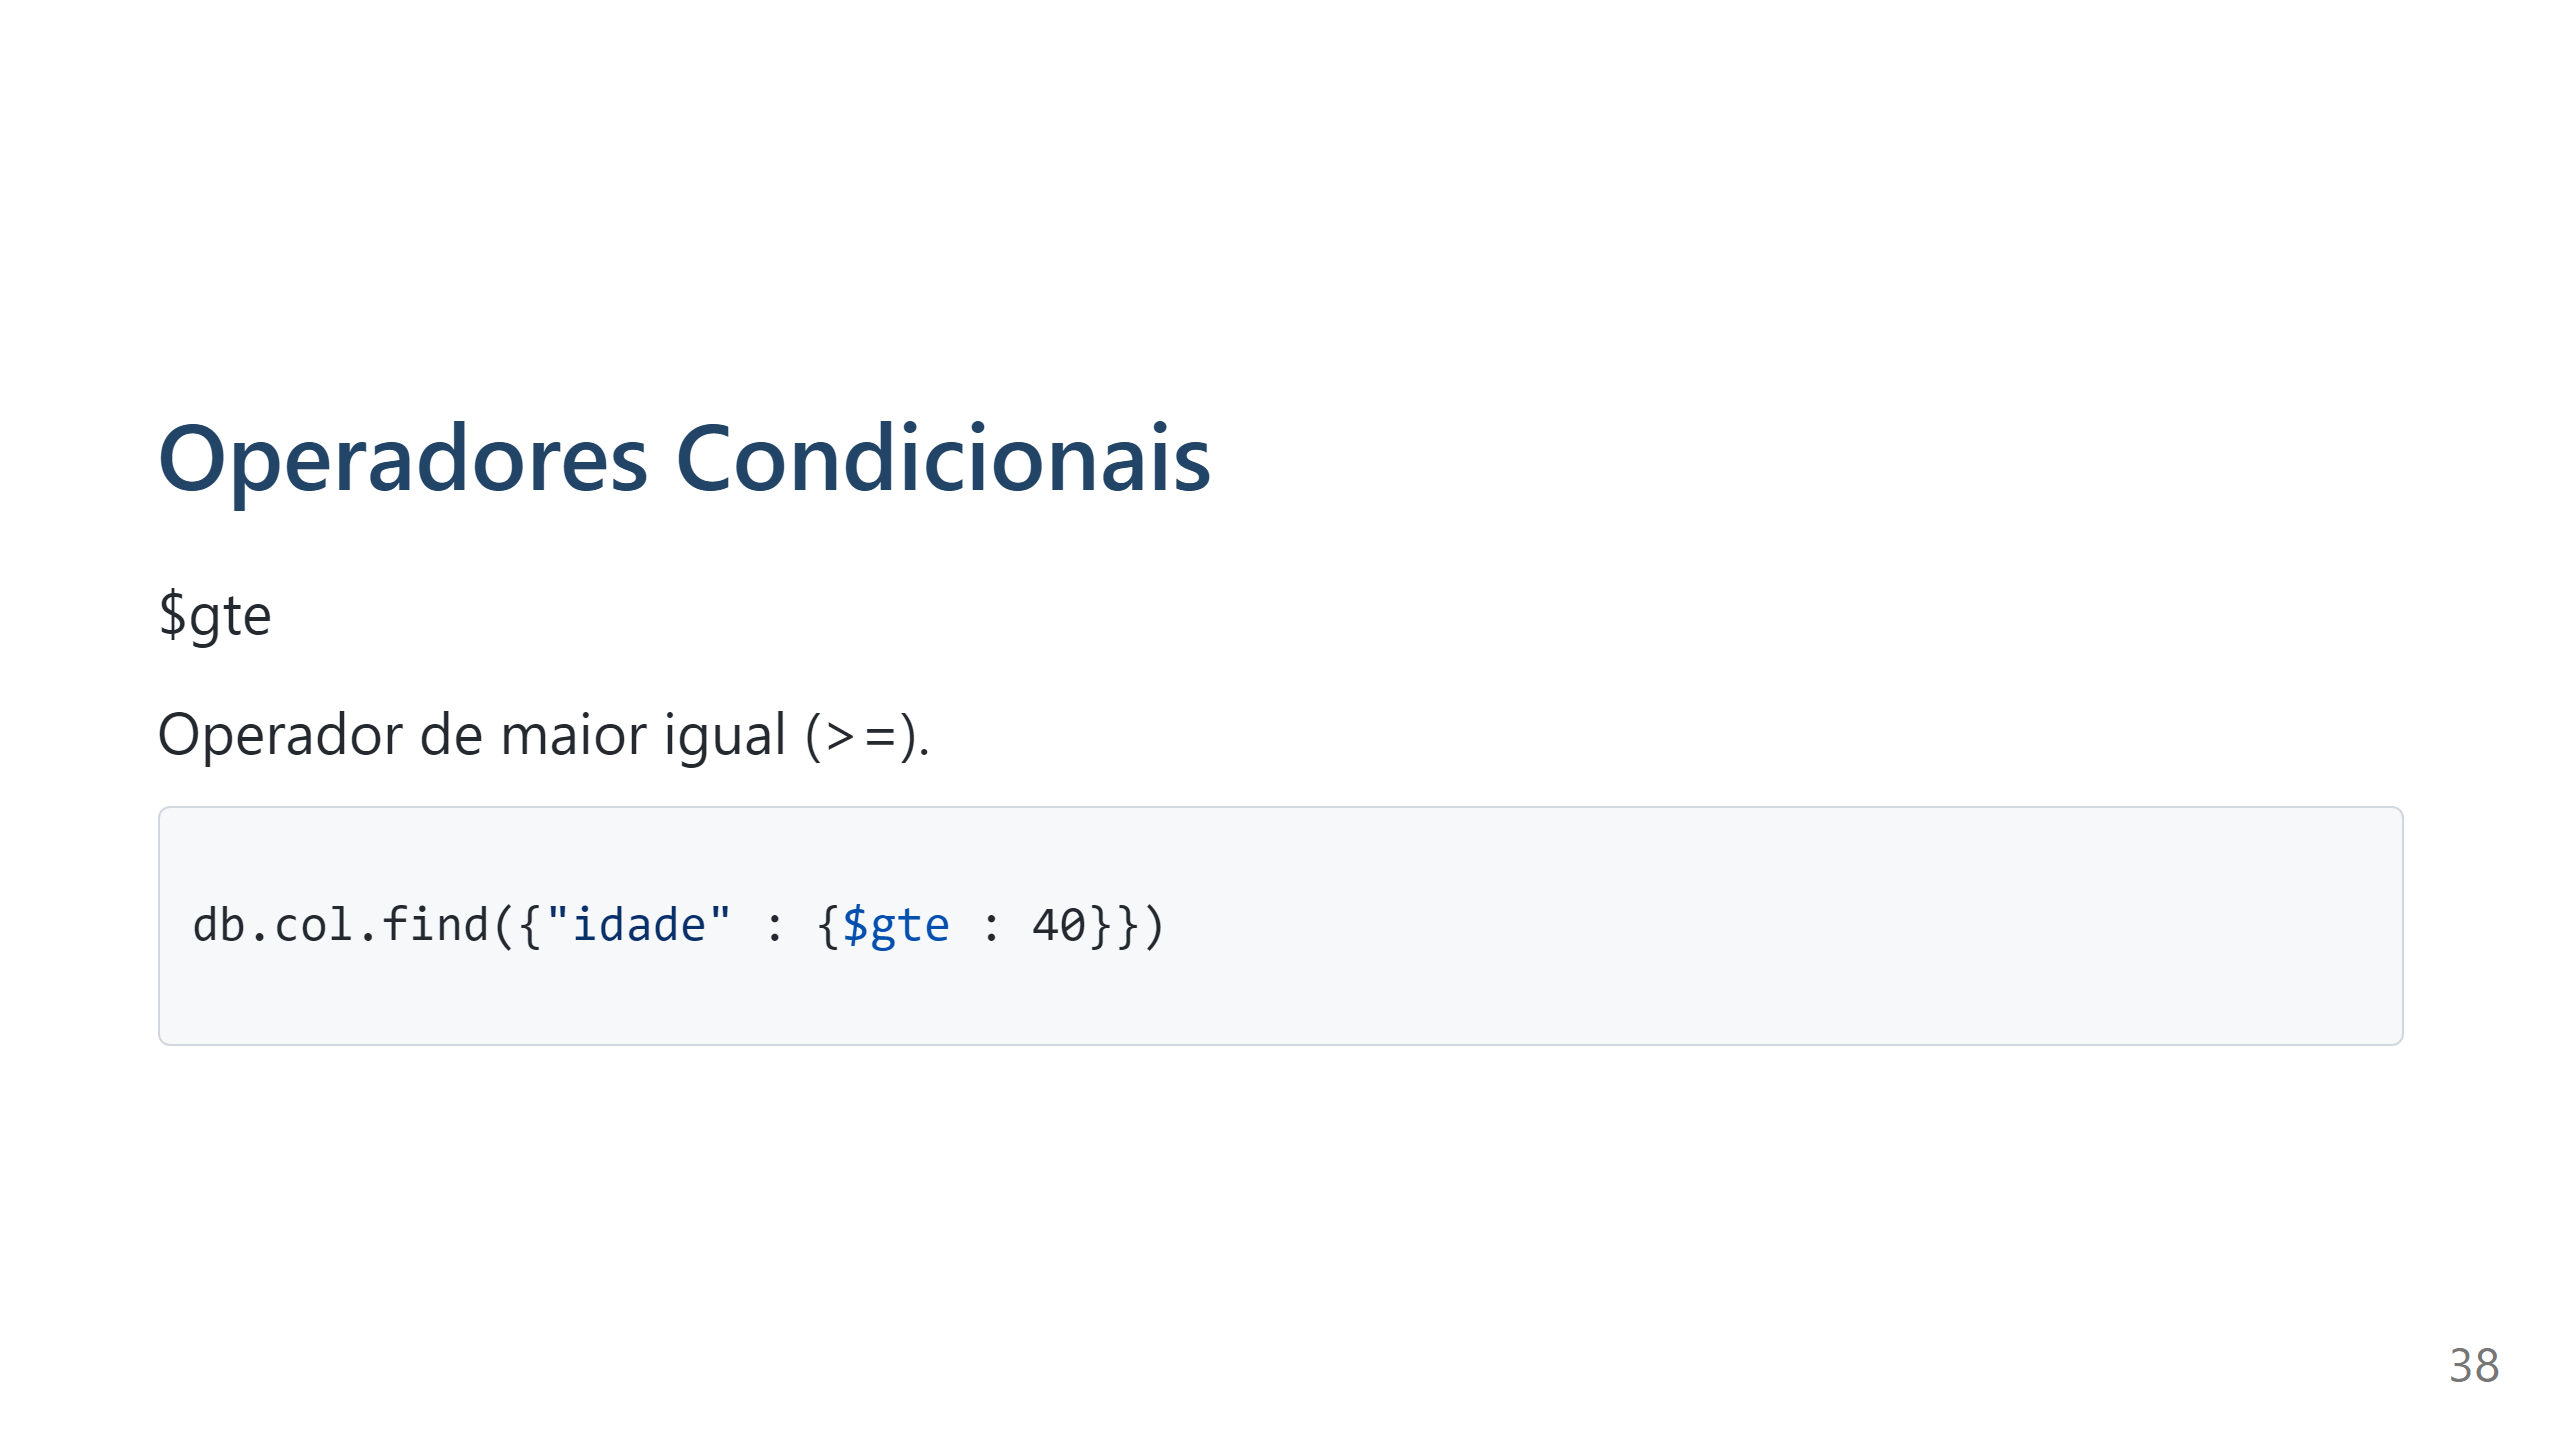 Operadores Condicionais
$gte
Operador de maior igual (>=).
db.col.find({"idade" : {$gte : 40}})
38